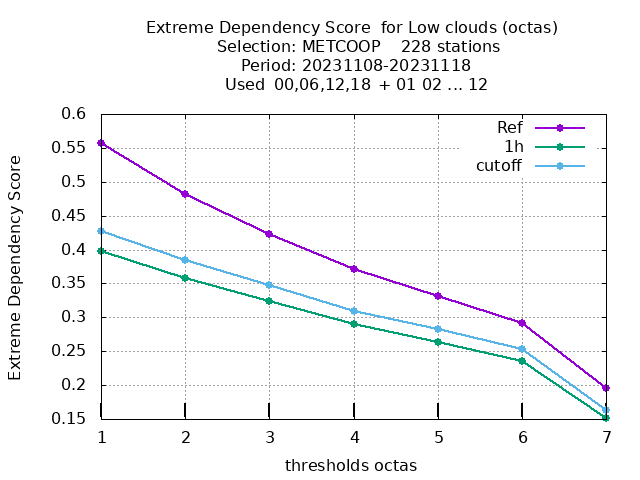 Extreme Dependency Score  for Low clouds (octas)
Selection: METCOOP    228 stations
Period: 20231108-20231118
Used  00,06,12,18 + 01 02 ... 12
Extreme Dependency Score
0.6
0.55
0.5
0.45
0.4
0.35
0.3
0.25
0.2
0.15
Ref
1h
cutoff
1 2 3 4 5 6 7
thresholds octas